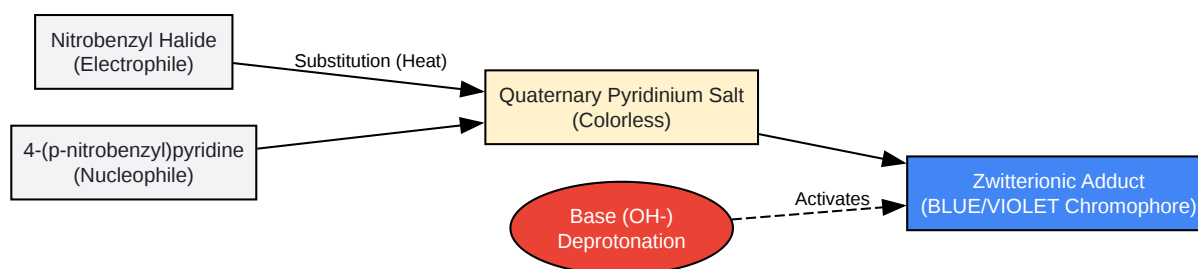 Nitrobenzyl Halide
(Electrophile)
Substitution (Heat)
4-(p-nitrobenzyl)pyridine
(Nucleophile)
Quaternary Pyridinium Salt
(Colorless)
Base (OH-)
Deprotonation
Activates
Zwitterionic Adduct
(BLUE/VIOLET Chromophore)